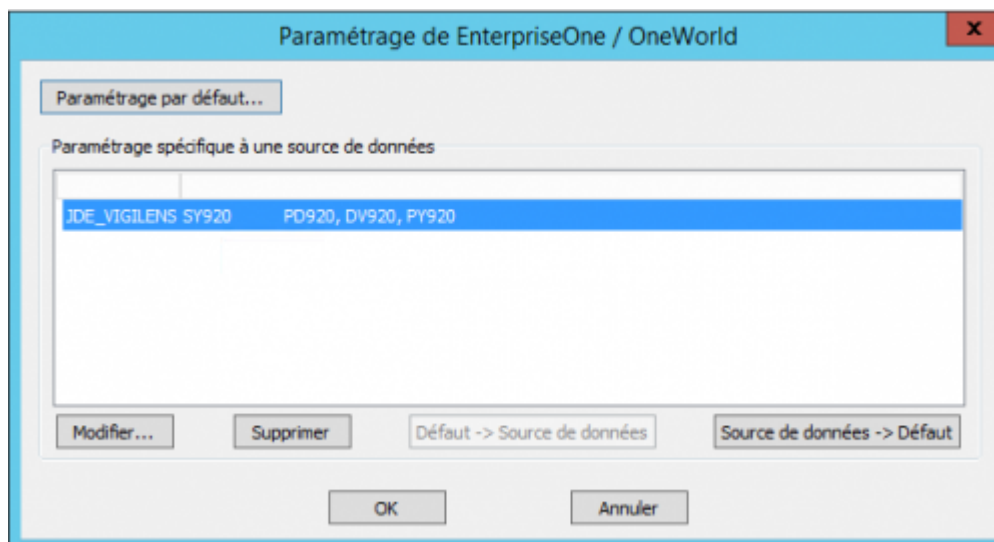 Paramétrage de EnterpriseOne / OneWorld
x
Paramétrage par défaut...
Paramétrage spécifique à une source de données
JDE_VIGILENS SY920 PD920, DV920, PY920
Modifier... Supprimer Défaut -> Source de données Source de données -> Défaut
OK Annuler